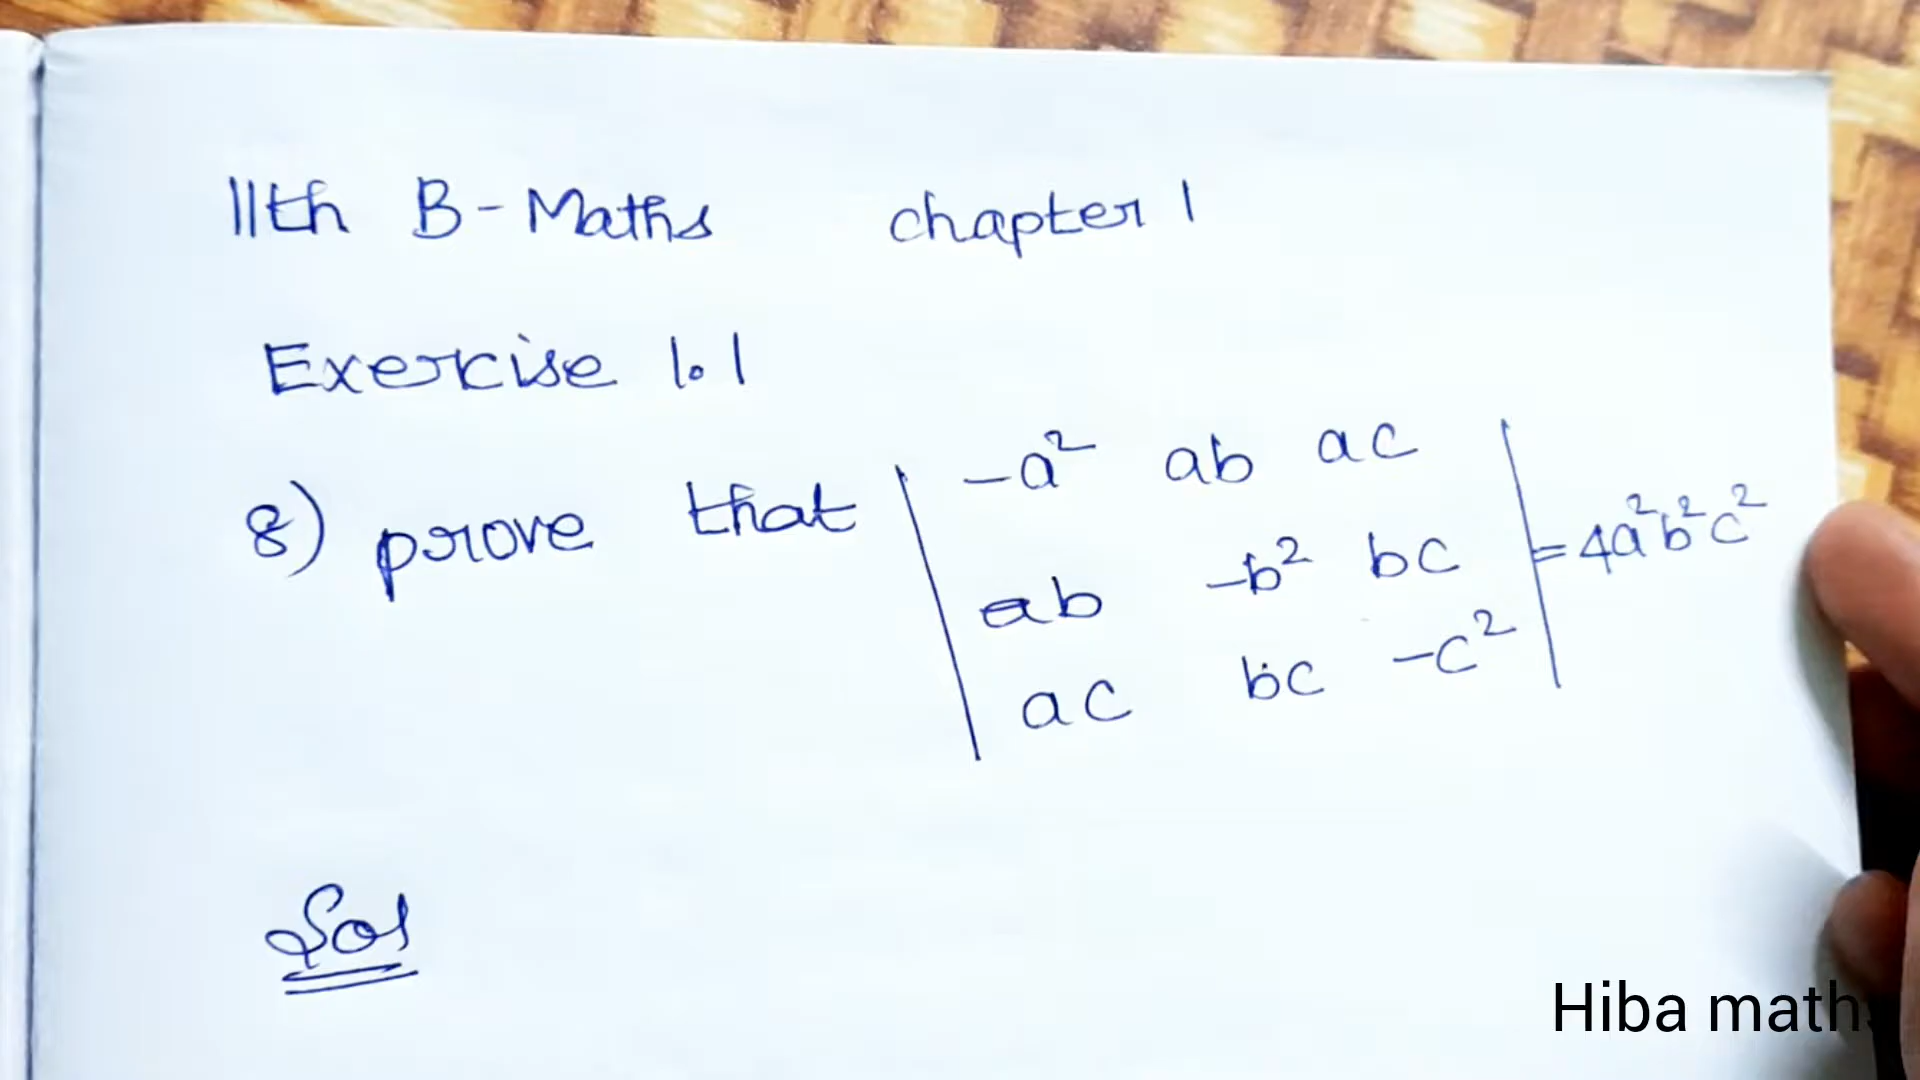 11th B-Maths chapter 1
Exercise 1.1
8) prove that | -a² ab ac |
| ab -b² bc | = 4a²b²c²
| ac bc -c² |
Sol
Hiba maths